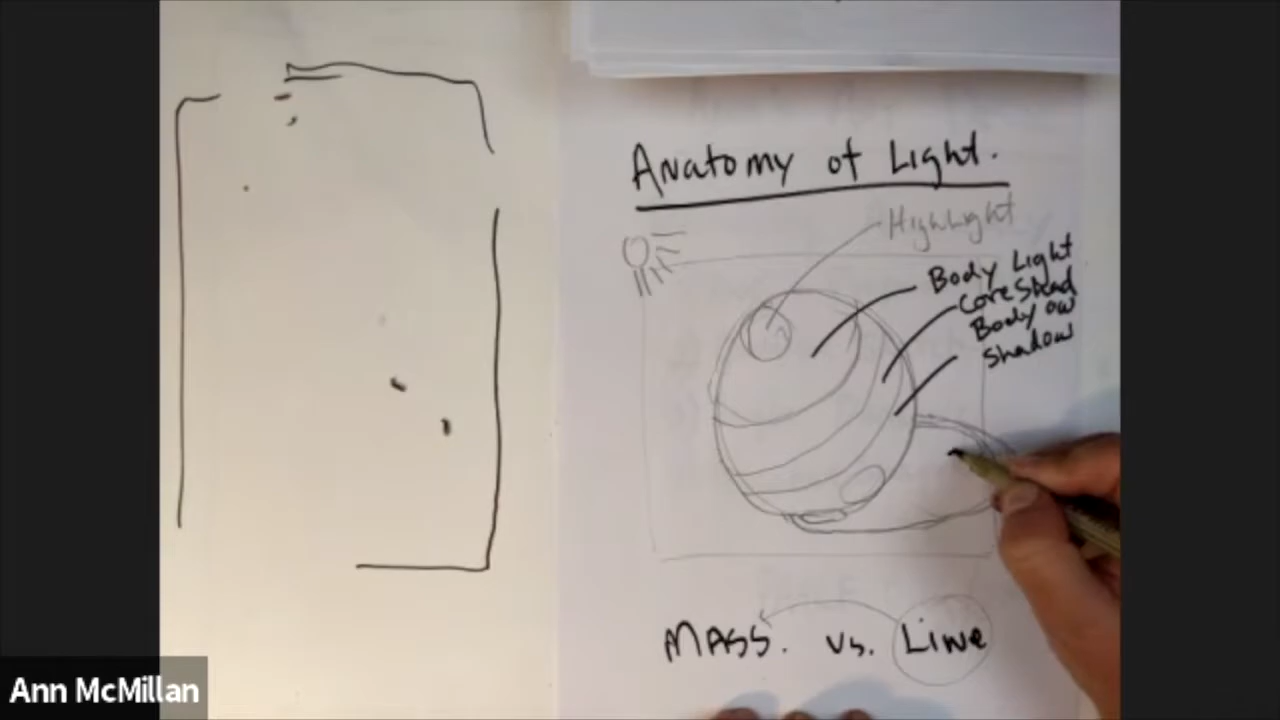 Anatomy of Light.
HighLight
Body Light
Core Shad
Body ow
Shadow
MASS. vs. Line
Ann McMillan